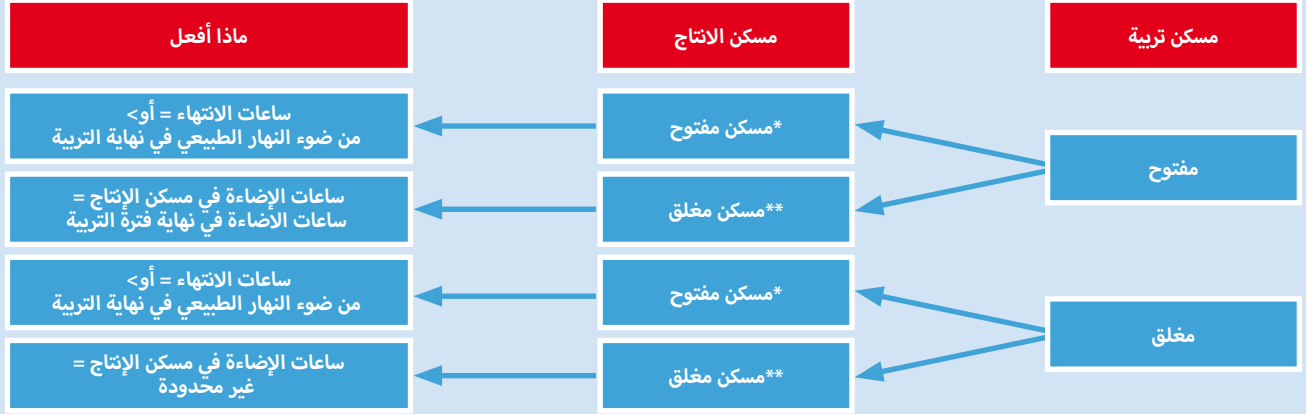 مسكن تربية
مسكن الانتاج
ماذا أفعل
مفتوح
*مسكن مفتوح
ساعات الانتهاء = أو>
من ضوء النهار الطبيعي في نهاية التربية
**مسكن مغلق
ساعات الإضاءة في مسكن الإنتاج =
ساعات الاضاءة في نهاية فترة التربية
مغلق
*مسكن مفتوح
ساعات الانتهاء = أو>
من ضوء النهار الطبيعي في نهاية التربية
**مسكن مغلق
ساعات الإضاءة في مسكن الإنتاج =
غير محدودة